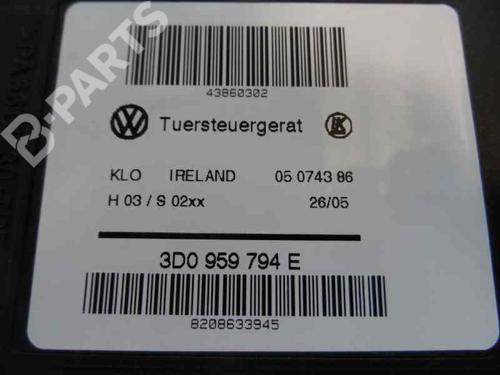 43860302
Tuersteuergerat
KLO IRELAND 05 0743 86
H 03 / S 02xx 26/05
3D0 959 794 E
8208633945
B-PARTS